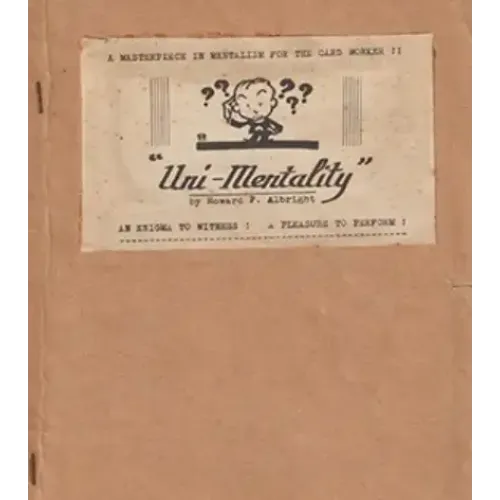 A MASTERPIECE IN MENTALISM FOR THE CARD WORKER !!
????
"Uni-Mentality"
by Howard P. Albright
AN ENIGMA TO WITNESS ! A PLEASURE TO PERFORM !